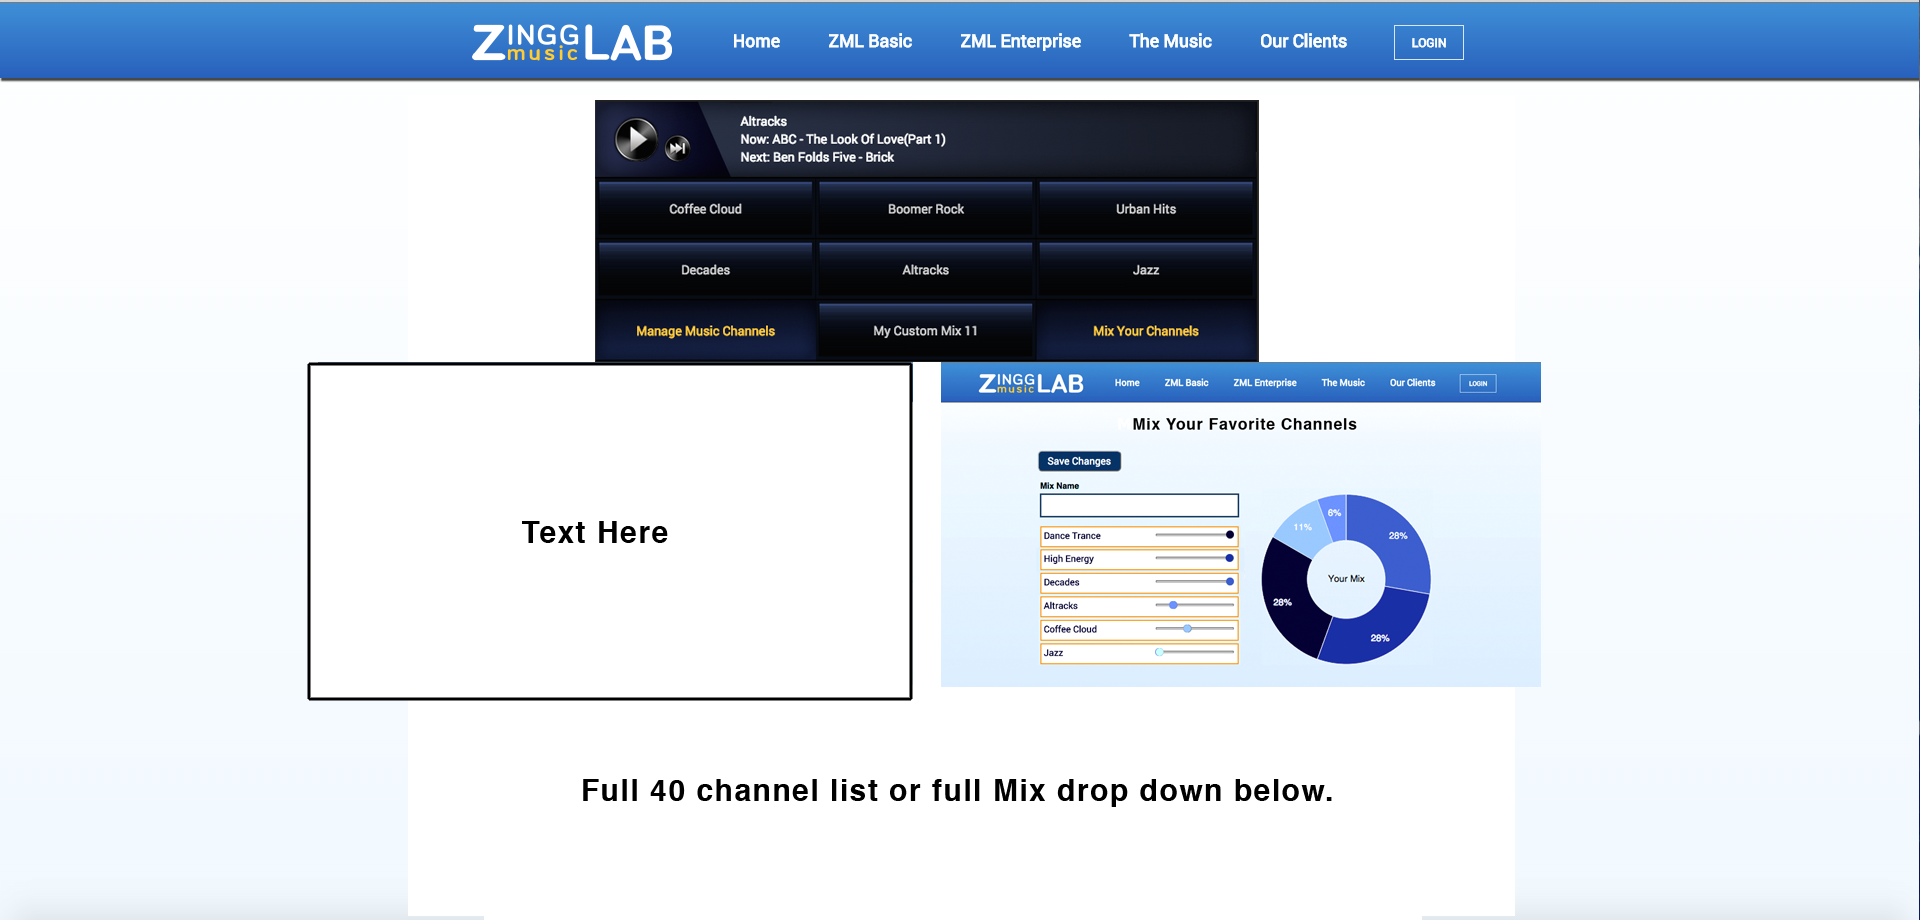 ZINGG music LAB
Home ZML Basic ZML Enterprise The Music Our Clients LOGIN
Altracks
Now: ABC - The Look Of Love(Part 1)
Next: Ben Folds Five - Brick
Coffee Cloud Boomer Rock Urban Hits
Decades Altracks Jazz
Manage Music Channels My Custom Mix 11 Mix Your Channels
Text Here
ZINGG music LAB
Home ZML Basic ZML Enterprise The Music Our Clients LOGIN
Mix Your Favorite Channels
Save Changes
Mix Name
Dance Trance
High Energy
Decades
Altracks
Coffee Cloud
Jazz
6%
11%
28%
Your Mix
28%
28%
Full 40 channel list or full Mix drop down below.